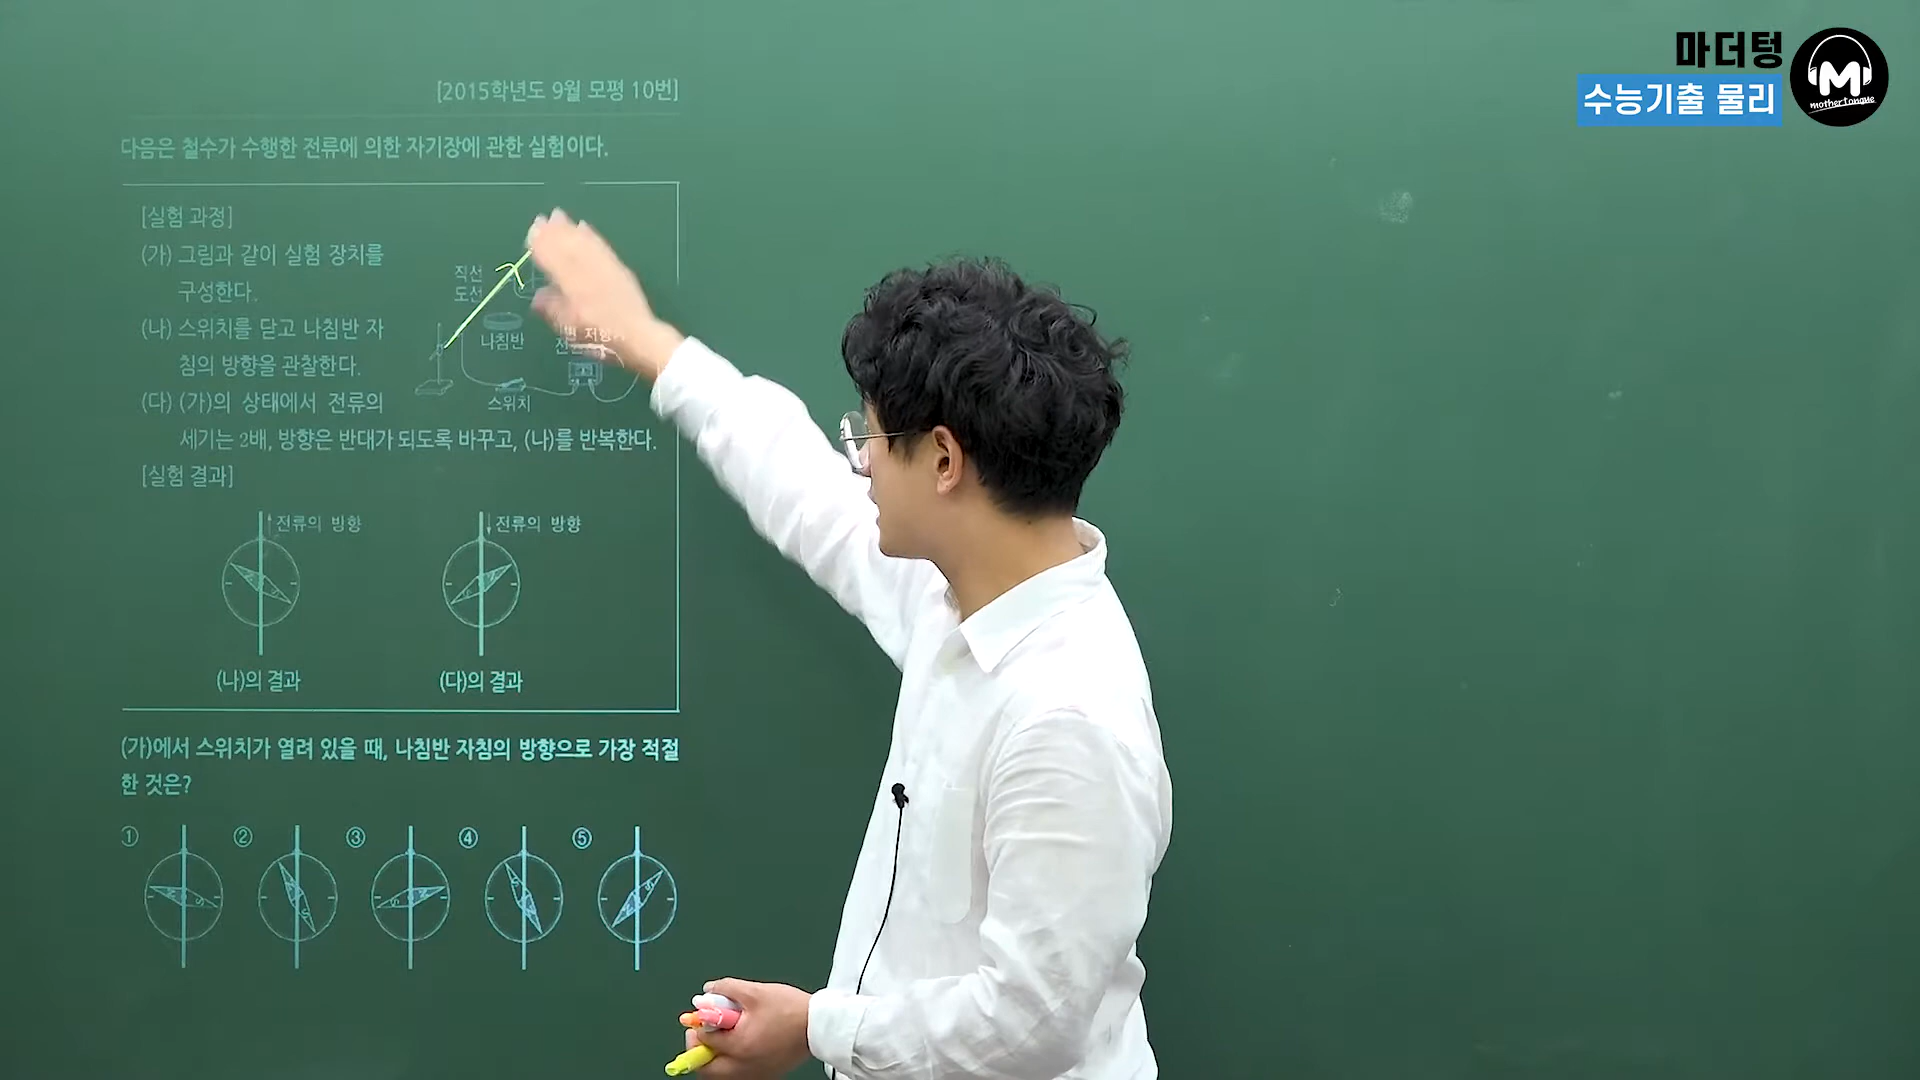 마더텅
수능기출 물리
mothertongue
[2015학년도 9월 모평 10번]
다음은 철수가 수행한 전류에 의한 자기장에 관한 실험이다.
[실험 과정]
(가) 그림과 같이 실험 장치를
구성한다.
(나) 스위치를 닫고 나침반 자
침의 방향을 관찰한다.
(다) (가)의 상태에서 전류의
세기는 2배, 방향은 반대가 되도록 바꾸고, (나)를 반복한다.
직선
도선
나침반
스위치
[실험 결과]
전류의 방향
전류의 방향
(나)의 결과
(다)의 결과
(가)에서 스위치가 열려 있을 때, 나침반 자침의 방향으로 가장 적절
한 것은?
① ② ③ ④ ⑤